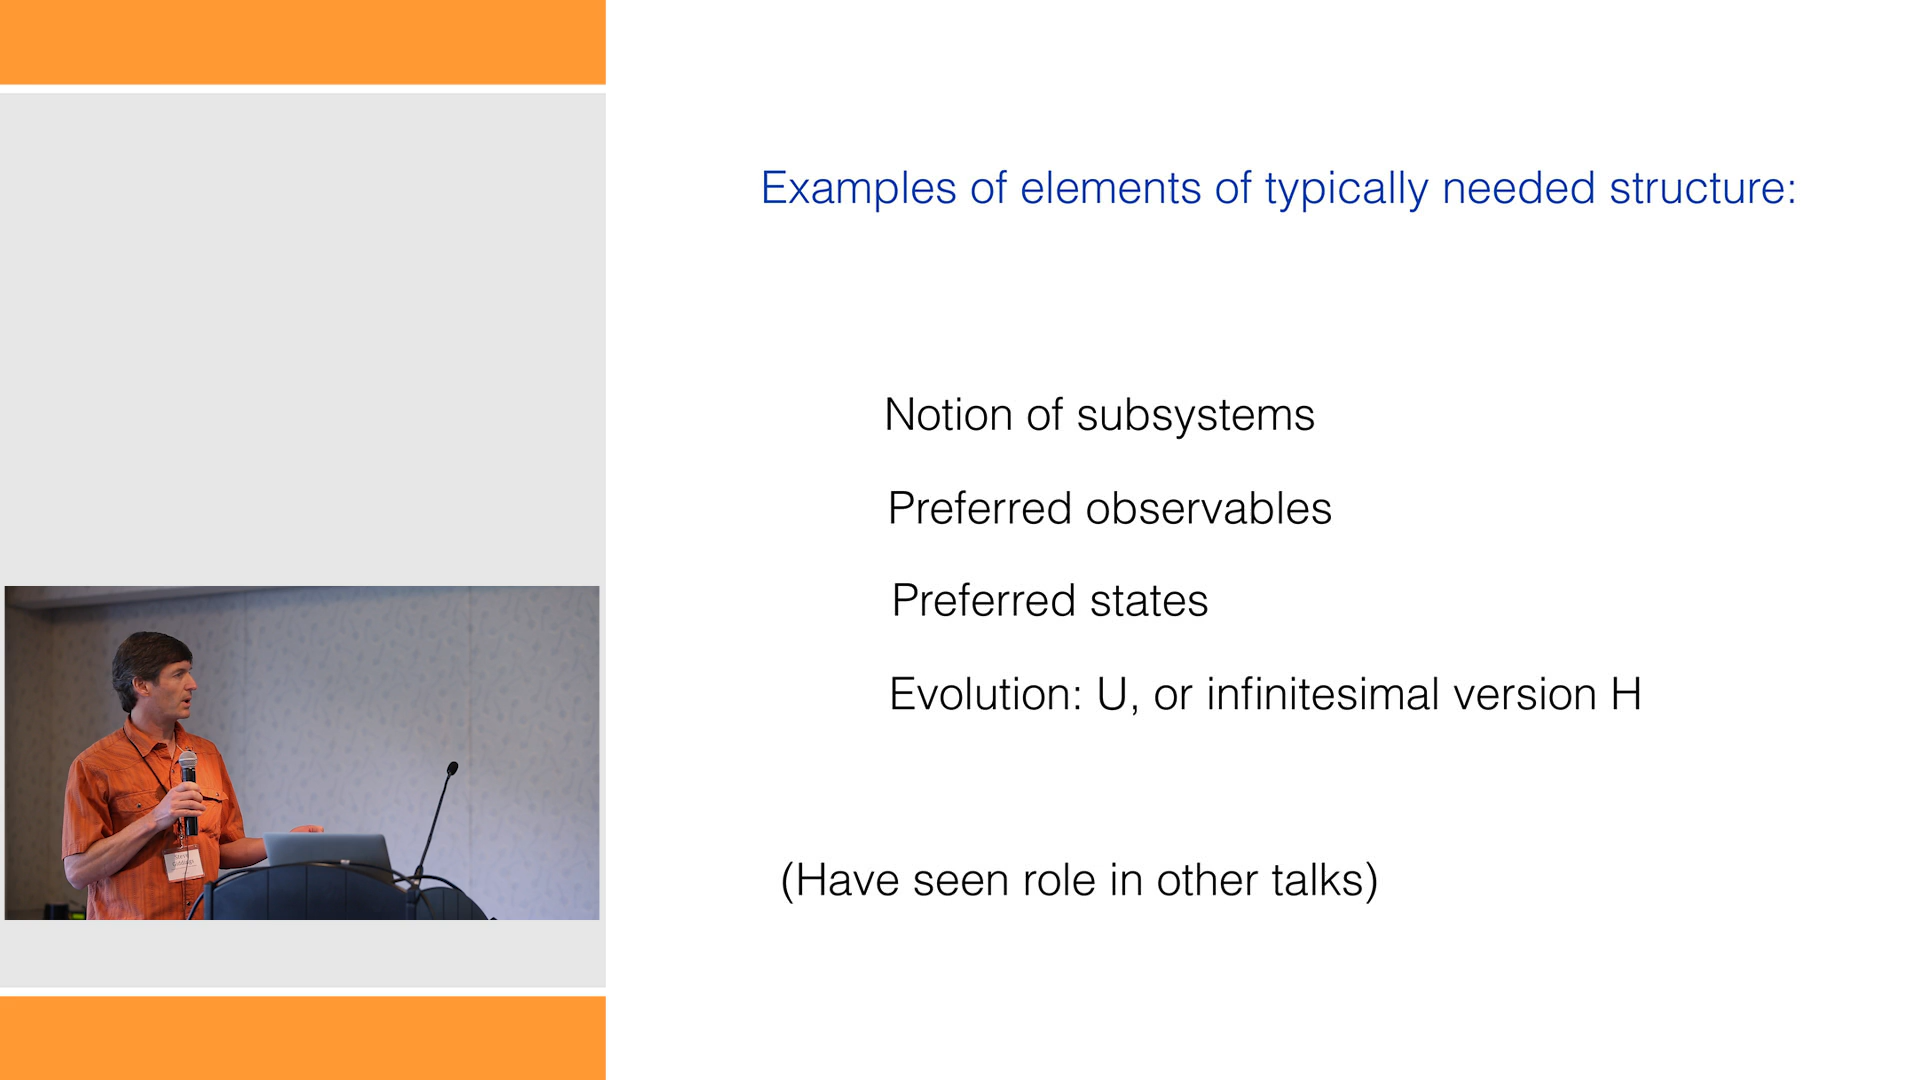 Examples of elements of typically needed structure:
Notion of subsystems
Preferred observables
Preferred states
Evolution: U, or infinitesimal version H
(Have seen role in other talks)